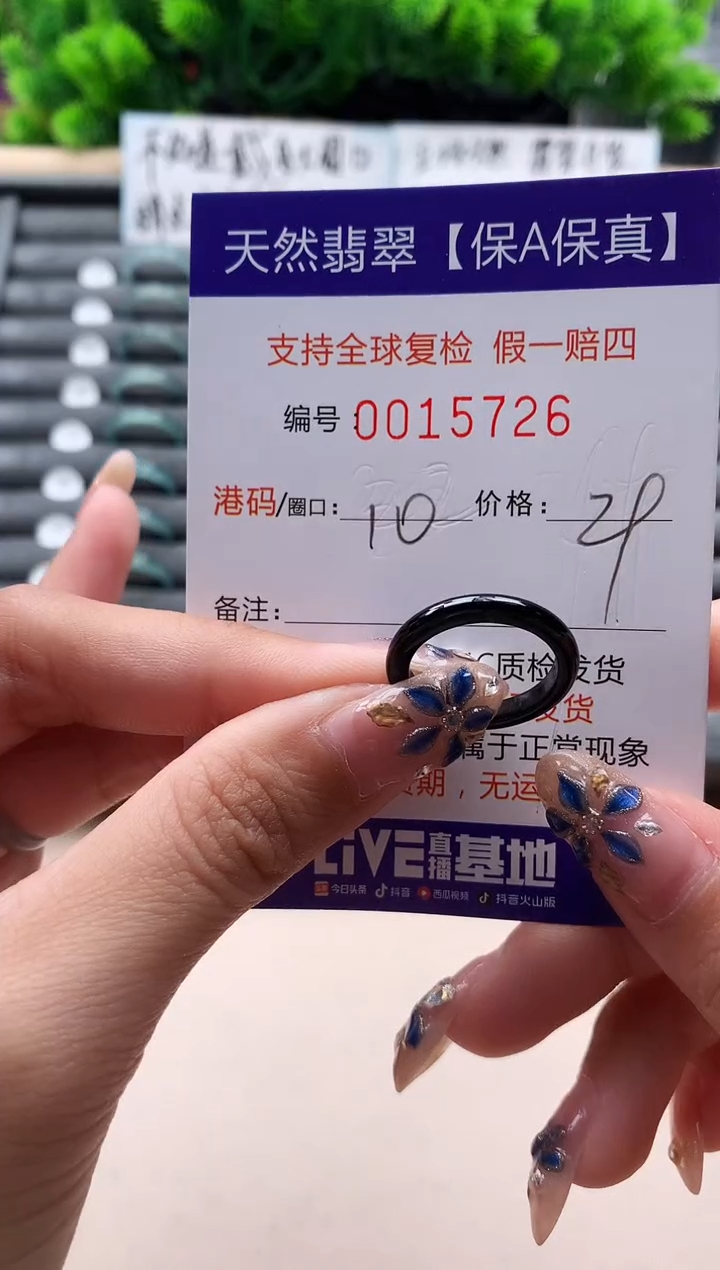 天然翡翠【保A保真】
支持全球复检 假一赔四
编号：0015726
港码/圈口：10 价格：
备注：
质检发货
发货
属于正常现象
期，无运
LIVE直播基地
今日头条 抖音 西瓜视频 抖音火山版